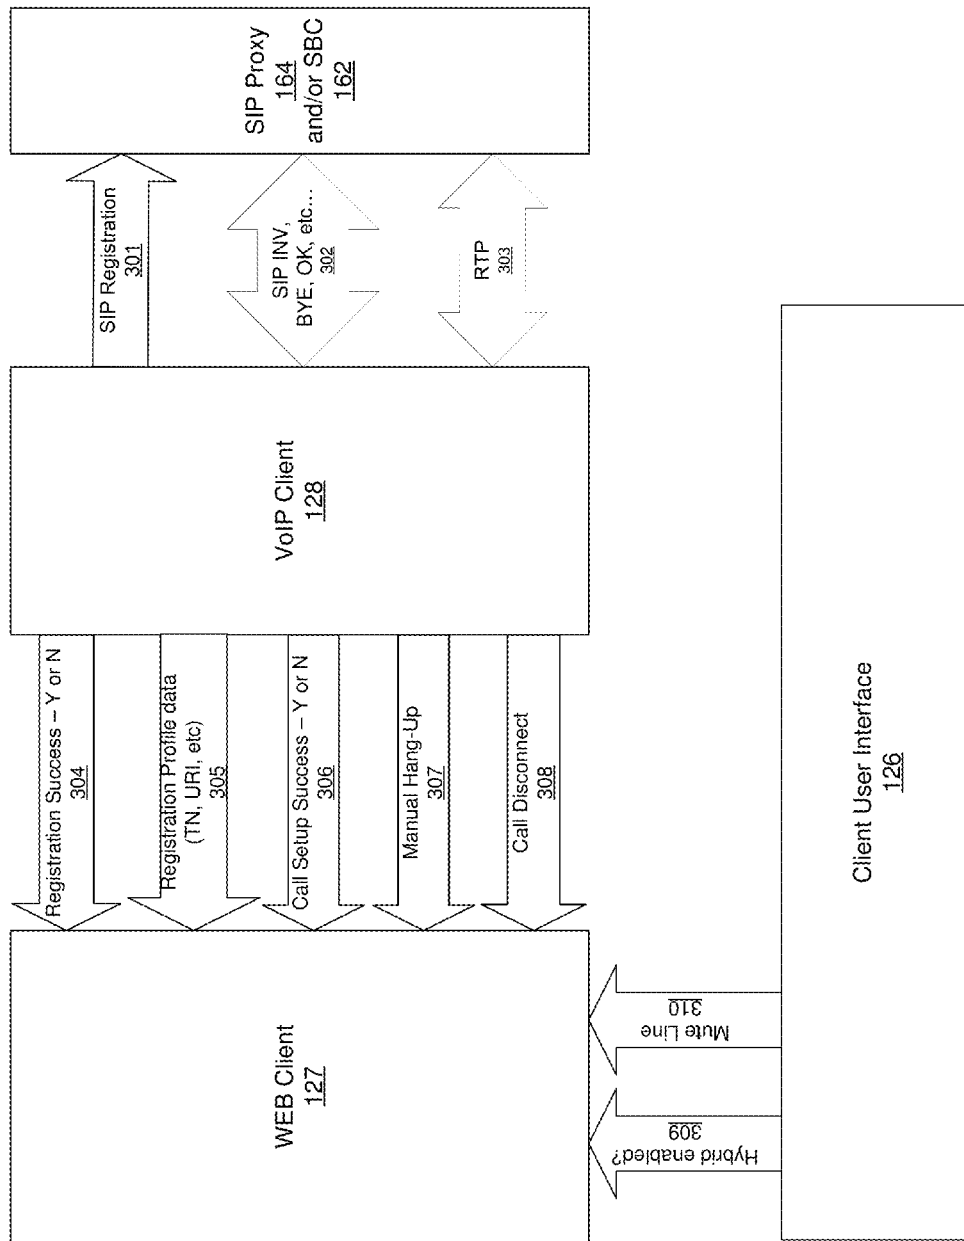 SIP Proxy
164
and/or SBC
162
SIP Registration
301
SIP INV,
BYE, OK, etc…
302
RTP
303
VoIP Client
128
Registration Success – Y or N
304
Registration Profile data
(TN, URI, etc)
305
Call Setup Success – Y or N
306
Manual Hang-Up
307
Call Disconnect
308
WEB Client
127
Mute Line
310
Hybrid enabled?
309
Client User Interface
126